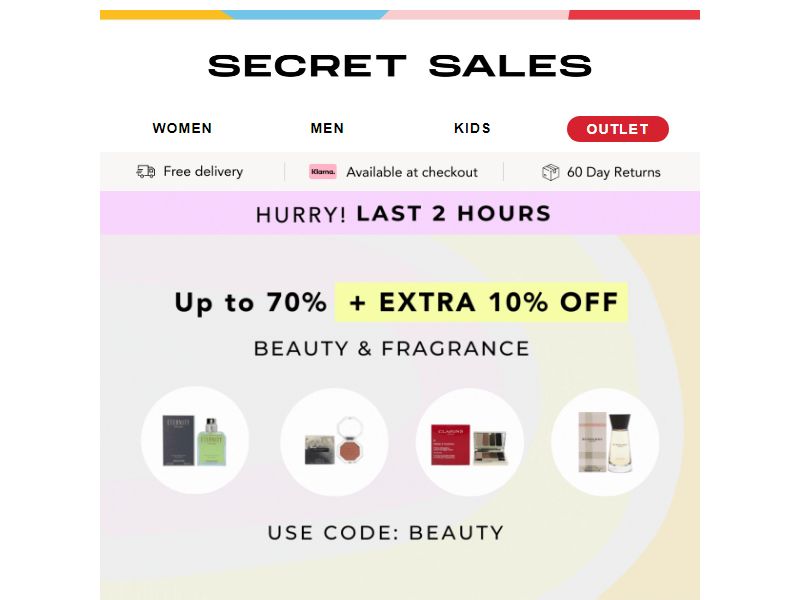 SECRET SALES
WOMEN MEN KIDS OUTLET
Free delivery Klarna. Available at checkout 60 Day Returns
HURRY! LAST 2 HOURS
Up to 70% + EXTRA 10% OFF
BEAUTY & FRAGRANCE
ETERNITY
ETERNITY
CLARINS
BURBERRY
USE CODE: BEAUTY